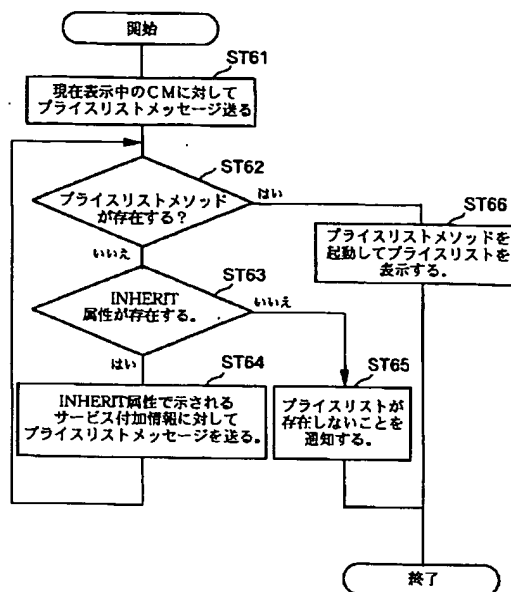 開始
ST61
現在表示中のCMに対して
プライスリストメッセージ送る
ST62
プライスリストメソッド
が存在する?
はい
いいえ
ST66
プライスリストメソッドを
起動してプライスリストを
表示する。
ST63
INHERIT
属性が存在する。
いいえ
はい
ST64
INHERIT属性で示される
サービス付加情報に対して
プライスリストメッセージを送る。
ST65
プライスリストが
存在しないことを
通知する。
終了